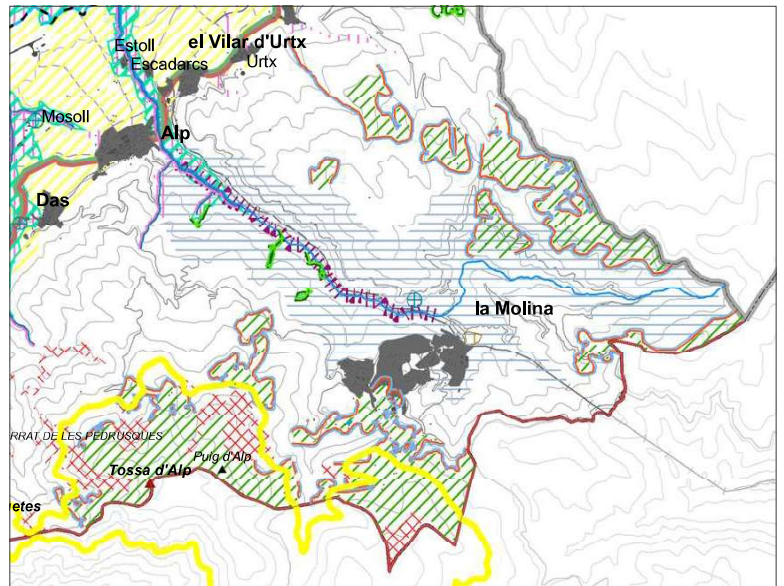 Estoll
el Vilar d'Urtx
Escadarcs
Urtx
Mosoll
Alp
Das
la Molina
RRAT DE LES PEDRUSQUES
Puig d'Alp
Tossa d'Alp
uetes